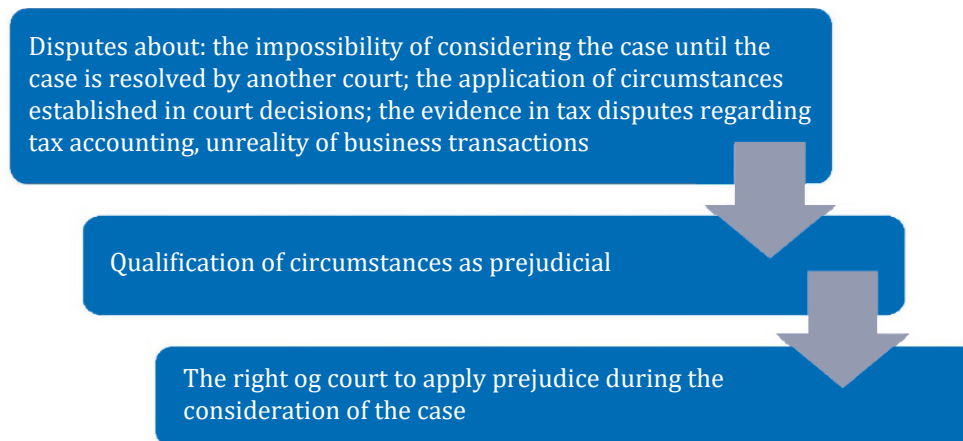 Disputes about: the impossibility of considering the case until the
case is resolved by another court; the application of circumstances
established in court decisions; the evidence in tax disputes regarding
tax accounting, unreality of business transactions
Qualification of circumstances as prejudicial
The right og court to apply prejudice during the
consideration of the case